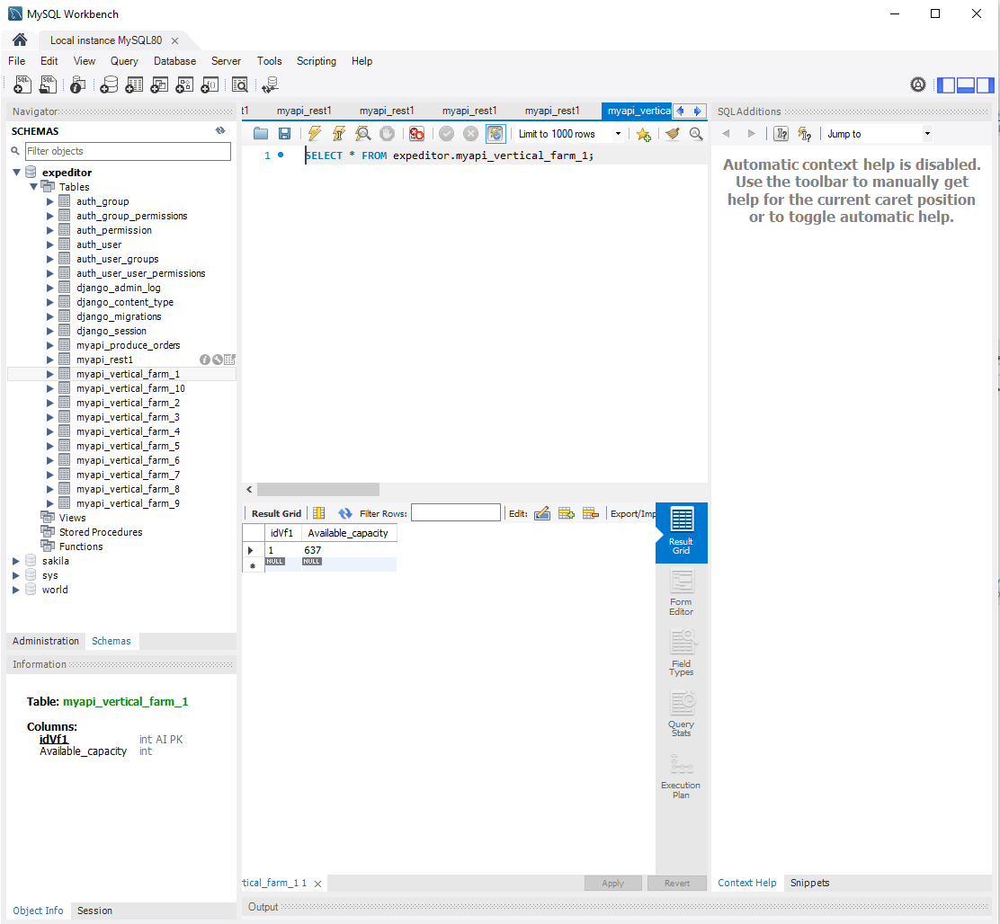 MySQL Workbench
Local instance MySQL80
File Edit View Query Database Server Tools Scripting Help
Navigator
SCHEMAS
Filter objects
expeditor
Tables
auth_group
auth_group_permissions
auth_permission
auth_user
auth_user_groups
auth_user_user_permissions
django_admin_log
django_content_type
django_migrations
django_session
myapi_produce_orders
myapi_rest1
myapi_vertical_farm_1
myapi_vertical_farm_10
myapi_vertical_farm_2
myapi_vertical_farm_3
myapi_vertical_farm_4
myapi_vertical_farm_5
myapi_vertical_farm_6
myapi_vertical_farm_7
myapi_vertical_farm_8
myapi_vertical_farm_9
Views
Stored Procedures
Functions
sakila
sys
world
Administration Schemas
Information
Table: myapi_vertical_farm_1
Columns:
idVf1 int AI PK
Available_capacity int
Object Info Session
t1 myapi_rest1 myapi_rest1 myapi_rest1 myapi_rest1 myapi_vertica
Limit to 1000 rows
1 SELECT * FROM expeditor.myapi_vertical_farm_1;
Result Grid Filter Rows: Edit: Export/Imp
idVf1 Available_capacity
1 637
NULL NULL
Result
Grid
Form
Editor
Field
Types
Query
Stats
Execution
Plan
rtical_farm_1 1 Apply Revert
Output
SQLAdditions
Jump to
Automatic context help is disabled.
Use the toolbar to manually get
help for the current caret position
or to toggle automatic help.
Context Help Snippets